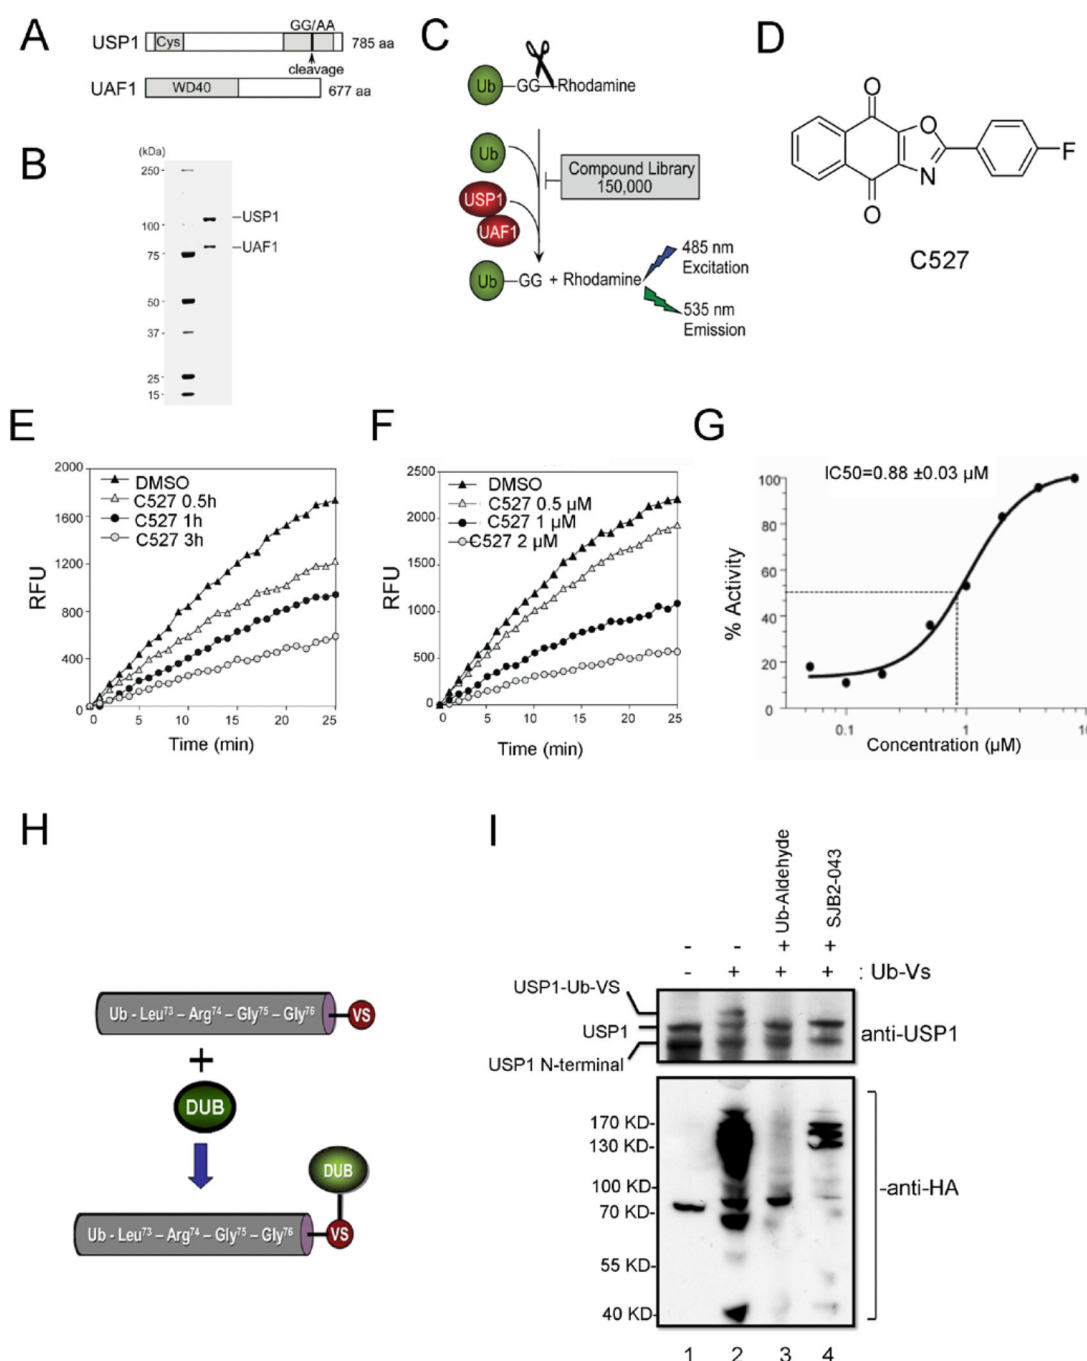 A
GG/AA
USP1
Cys
785 aa
cleavage
UAF1
WD40
677 aa
B
(kDa)
250
100
75
50
37
25
15
USP1
UAF1
C
Ub
GG
Rhodamine
Ub
USP1
UAF1
Compound Library
150,000
Ub
GG + Rhodamine
485 nm
Excitation
535 nm
Emission
D
O
O
N
F
O
C527
E
RFU
2000
1600
1200
800
400
0
DMSO
C527 0.5h
C527 1h
C527 3h
0 5 10 15 20 25
Time (min)
F
RFU
2500
2000
1500
1000
500
0
DMSO
C527 0.5 µM
C527 1 µM
C527 2 µM
0 5 10 15 20 25
Time (min)
G
IC50=0.88 ±0.03 µM
% Activity
100
80
60
40
20
0
0.1 1 10
Concentration (µM)
H
Ub - Leu⁷³ – Arg⁷⁴ – Gly⁷⁵ – Gly⁷⁶
VS
+
DUB
DUB
Ub - Leu⁷³ – Arg⁷⁴ – Gly⁷⁵ – Gly⁷⁶
VS
I
Ub-Aldehyde
SJB2-043
- - + +
- + + + : Ub-Vs
USP1-Ub-VS
USP1
USP1 N-terminal
anti-USP1
170 KD-
130 KD-
100 KD-
70 KD-
55 KD-
40 KD-
-anti-HA
1 2 3 4